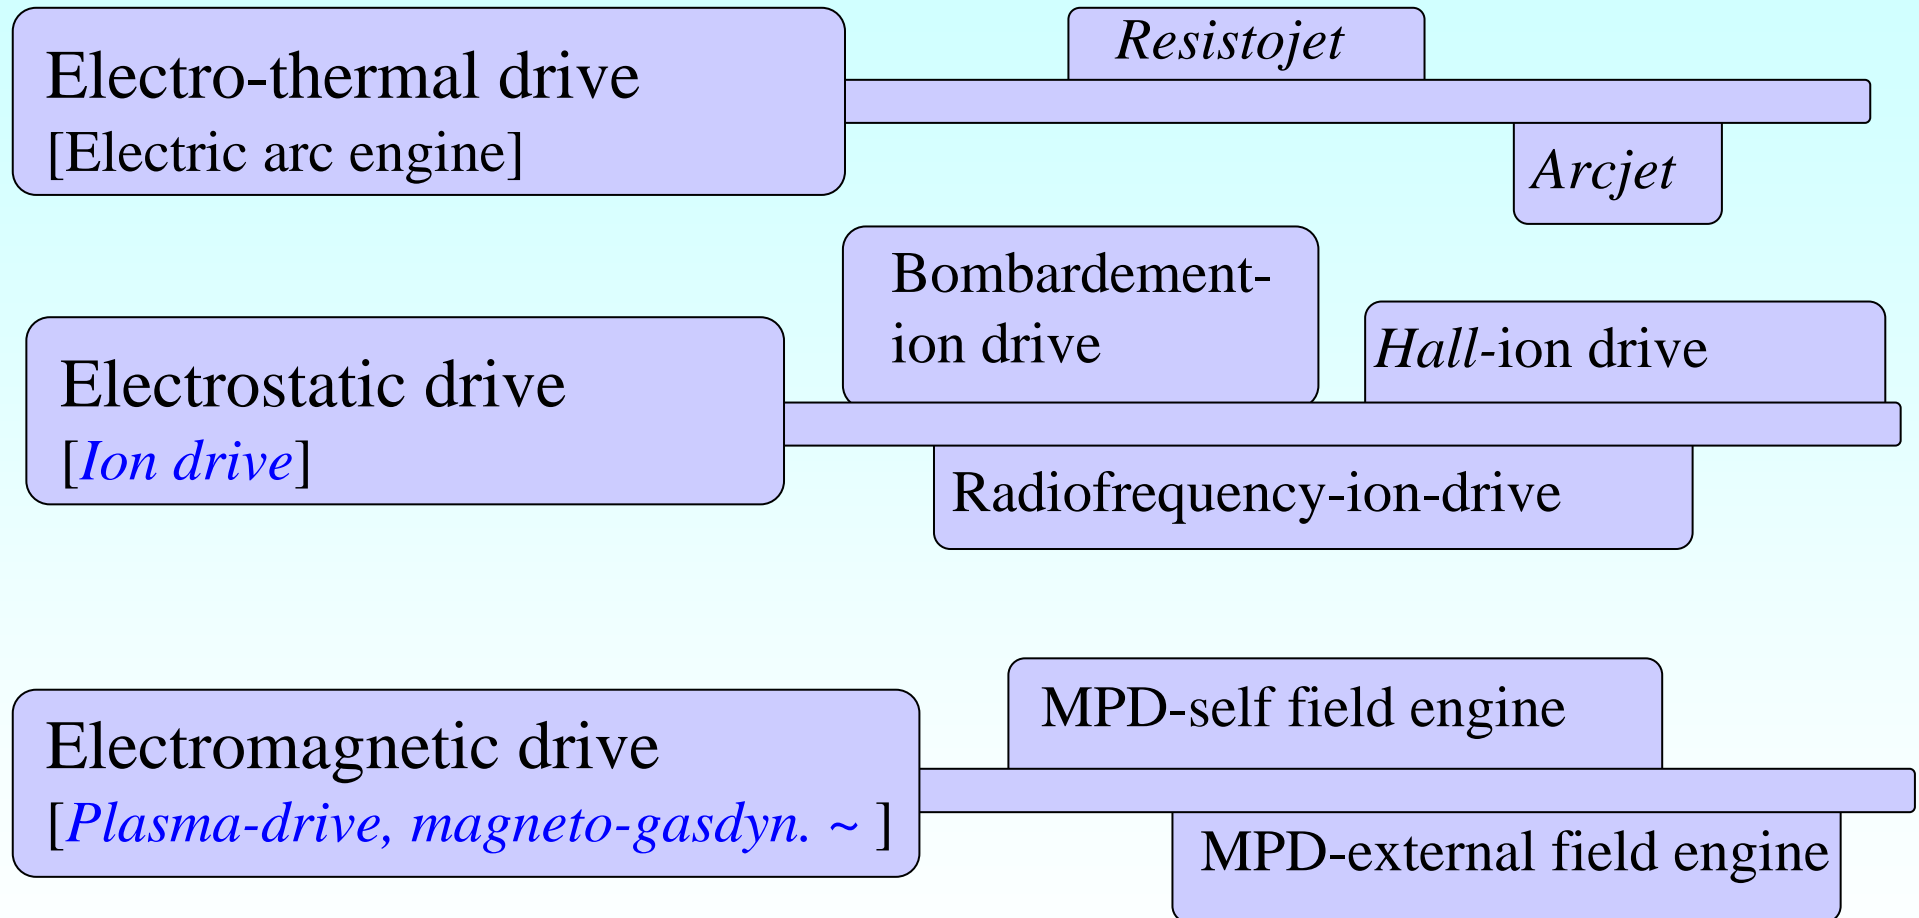 Electro-thermal drive
[Electric arc engine]
Resistojet
Arcjet
Electrostatic drive
[Ion drive]
Bombardement-
ion drive
Hall-ion drive
Radiofrequency-ion-drive
Electromagnetic drive
[Plasma-drive, magneto-gasdyn. ~ ]
MPD-self field engine
MPD-external field engine